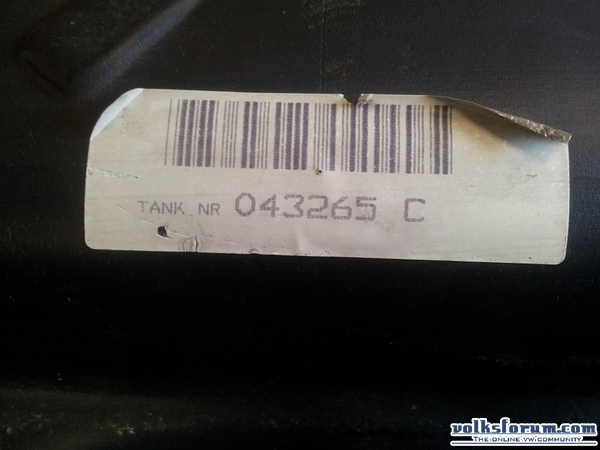 TANK NR 043265 C
volksforum.com
THE-ONLINE-VW-COMMUNITY